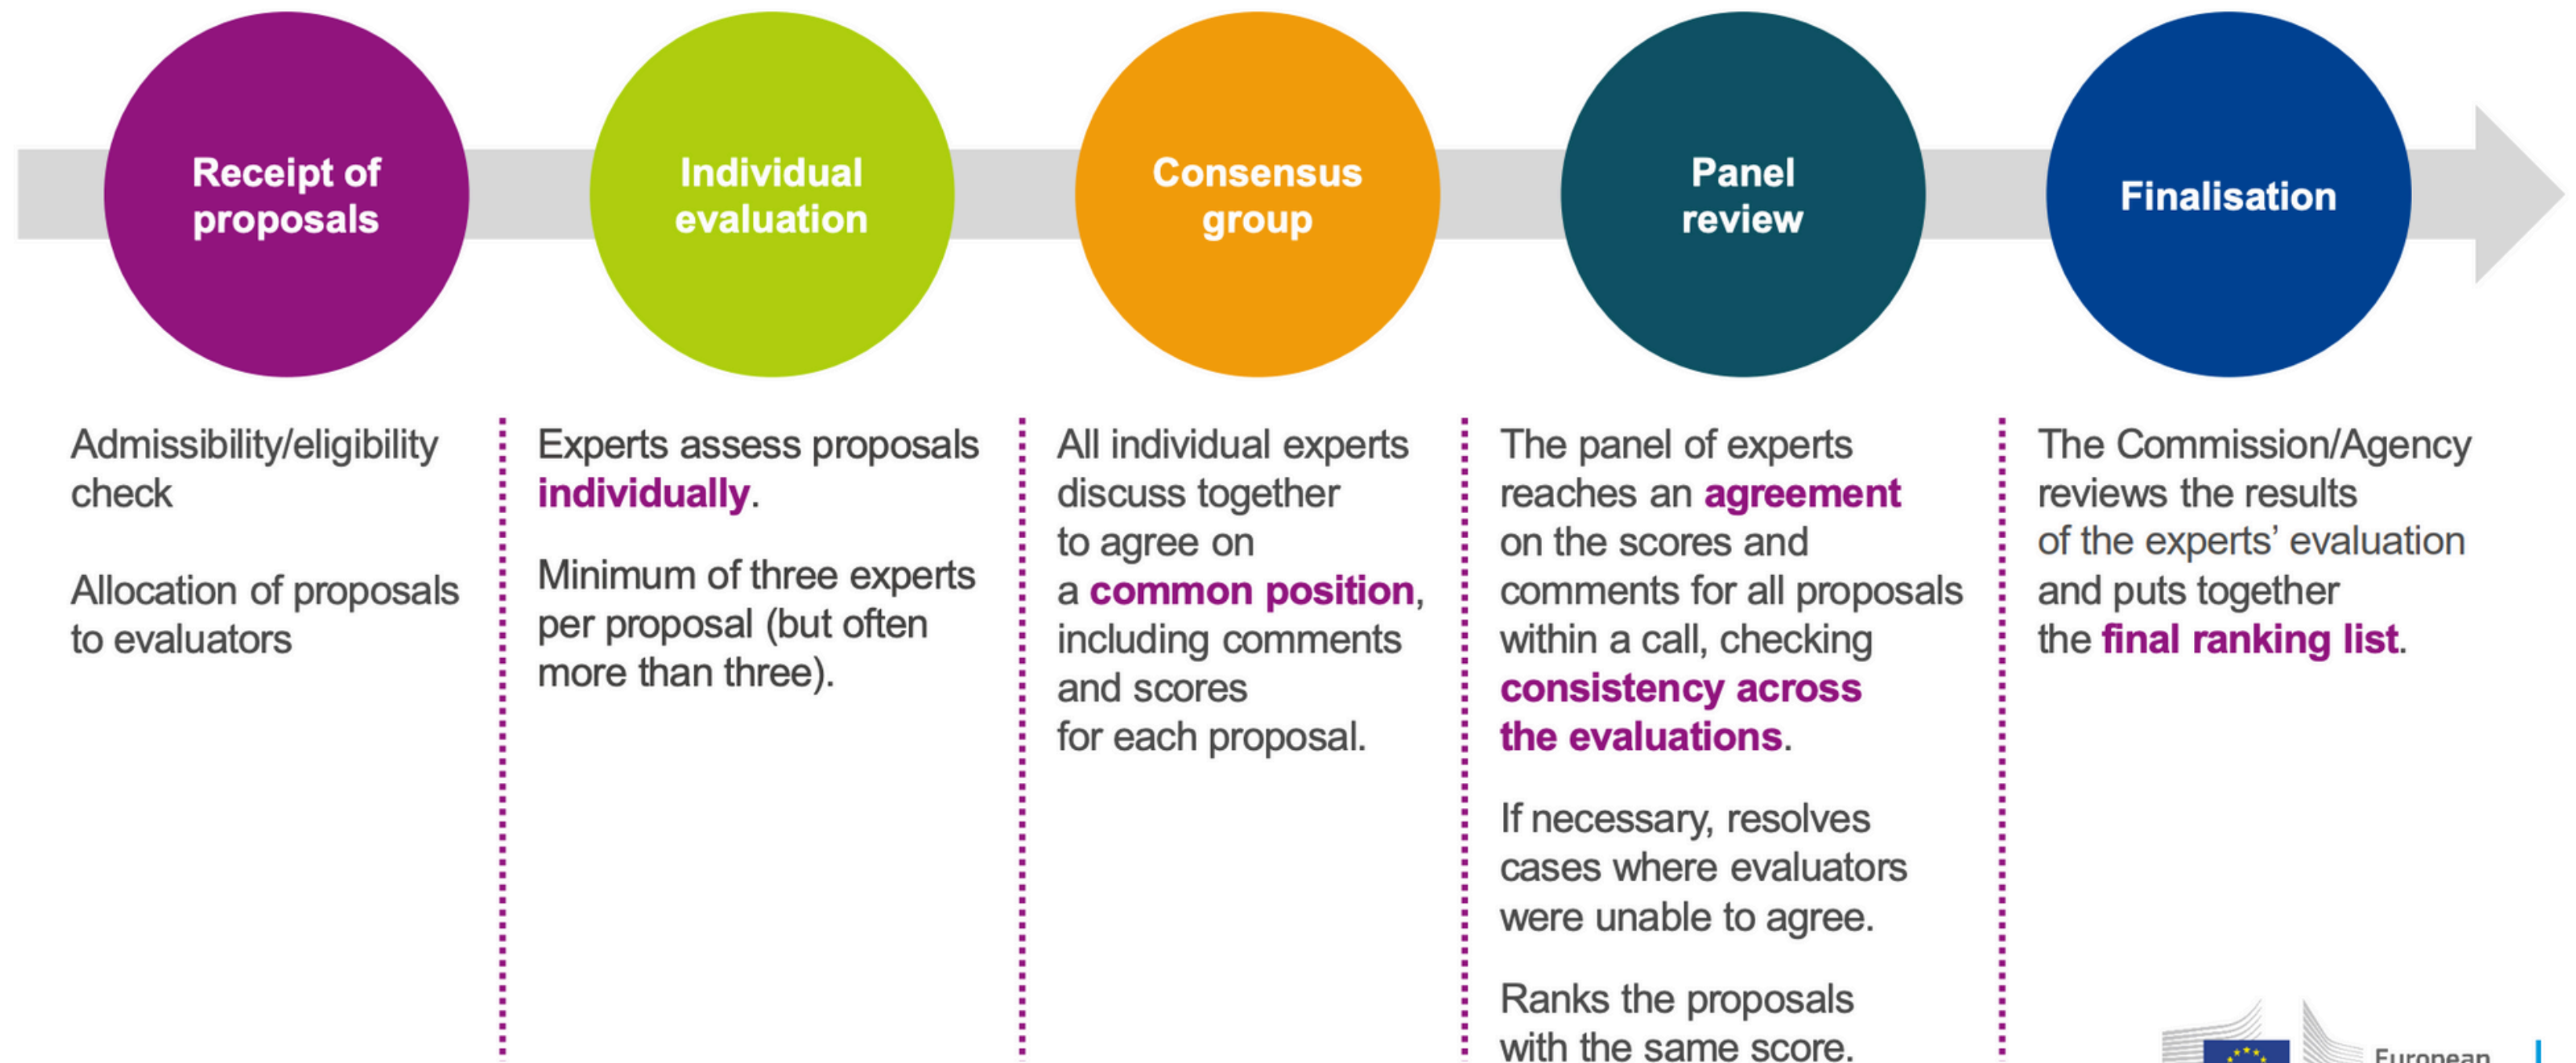 Receipt of
proposals
Individual
evaluation
Consensus
group
Panel
review
Finalisation
Admissibility/eligibility
check
Allocation of proposals
to evaluators
Experts assess proposals
individually.
Minimum of three experts
per proposal (but often
more than three).
All individual experts
discuss together
to agree on
a common position,
including comments
and scores
for each proposal.
The panel of experts
reaches an agreement
on the scores and
comments for all proposals
within a call, checking
consistency across
the evaluations.
If necessary, resolves
cases where evaluators
were unable to agree.
Ranks the proposals
with the same score.
The Commission/Agency
reviews the results
of the experts’ evaluation
and puts together
the final ranking list.
European